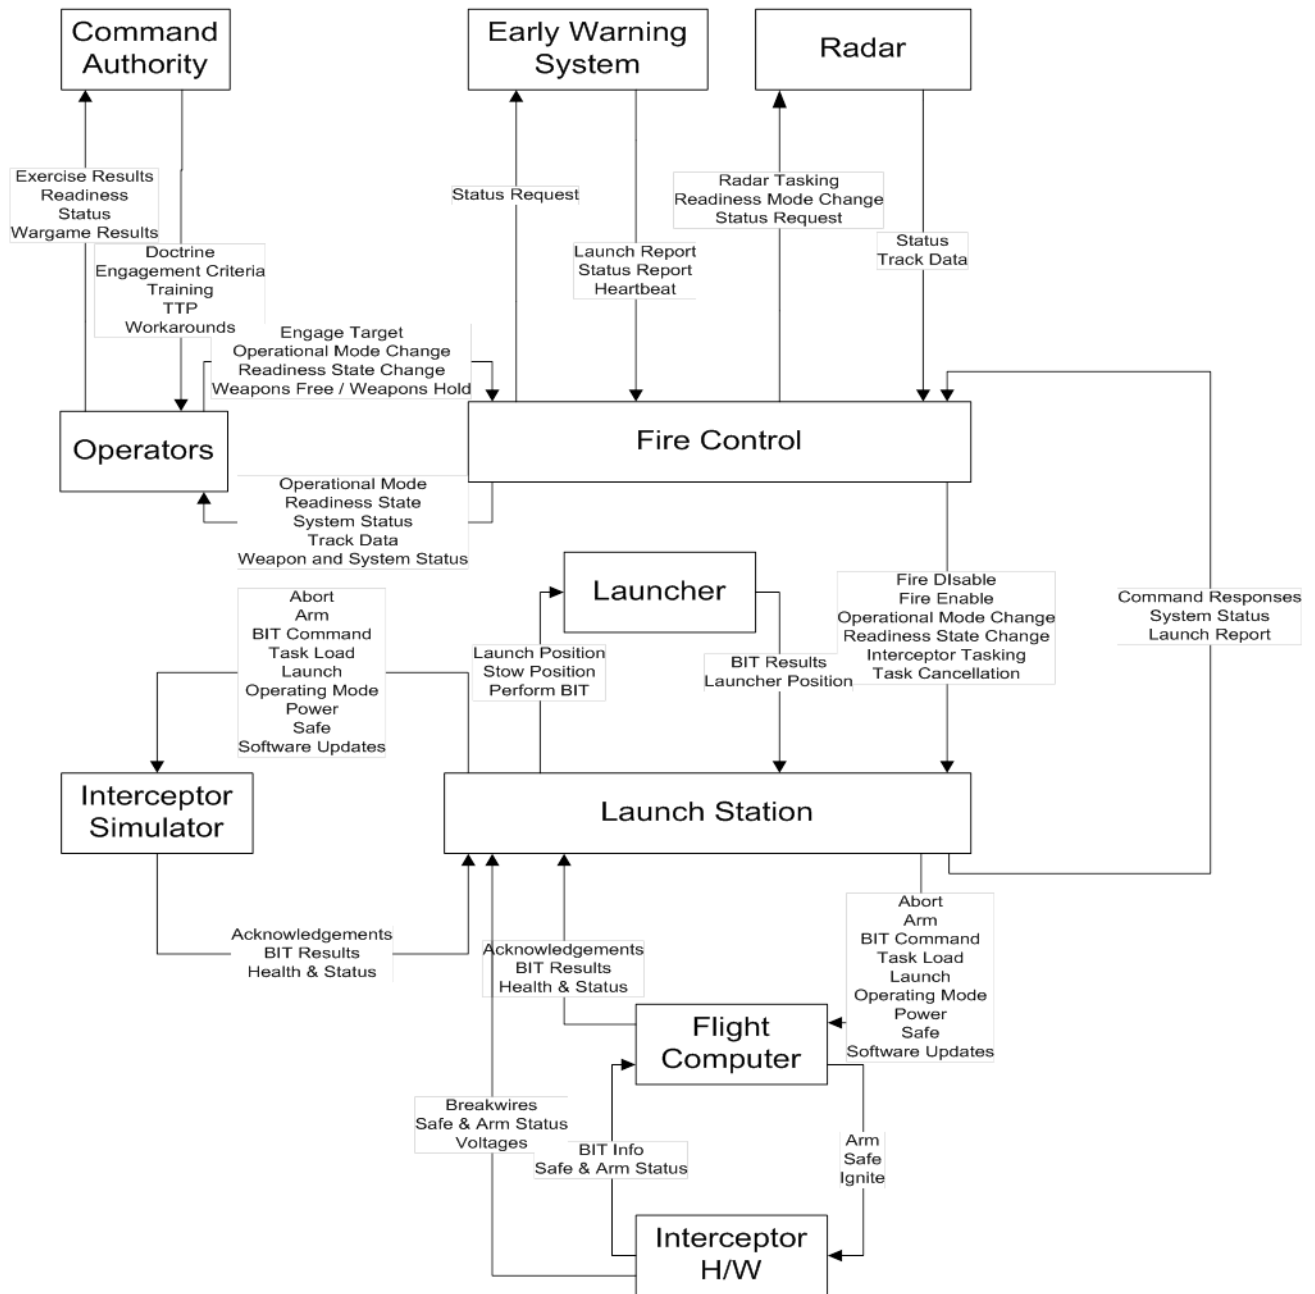 Command
Authority
Early Warning
System
Radar
Exercise Results
Readiness
Status
Wargame Results
Status Request
Radar Tasking
Readiness Mode Change
Status Request
Doctrine
Engagement Criteria
Training
TTP
Workarounds
Launch Report
Status Report
Heartbeat
Status
Track Data
Engage Target
Operational Mode Change
Readiness State Change
Weapons Free / Weapons Hold
Operators
Fire Control
Operational Mode
Readiness State
System Status
Track Data
Weapon and System Status
Launcher
Abort
Arm
BIT Command
Task Load
Launch
Operating Mode
Power
Safe
Software Updates
Launch Position
Stow Position
Perform BIT
BIT Results
Launcher Position
Fire DIsable
Fire Enable
Operational Mode Change
Readiness State Change
Interceptor Tasking
Task Cancellation
Command Responses
System Status
Launch Report
Interceptor
Simulator
Launch Station
Acknowledgements
BIT Results
Health & Status
Acknowledgements
BIT Results
Health & Status
Abort
Arm
BIT Command
Task Load
Launch
Operating Mode
Power
Safe
Software Updates
Flight
Computer
Breakwires
Safe & Arm Status
Voltages
BIT Info
Safe & Arm Status
Arm
Safe
Ignite
Interceptor
H/W